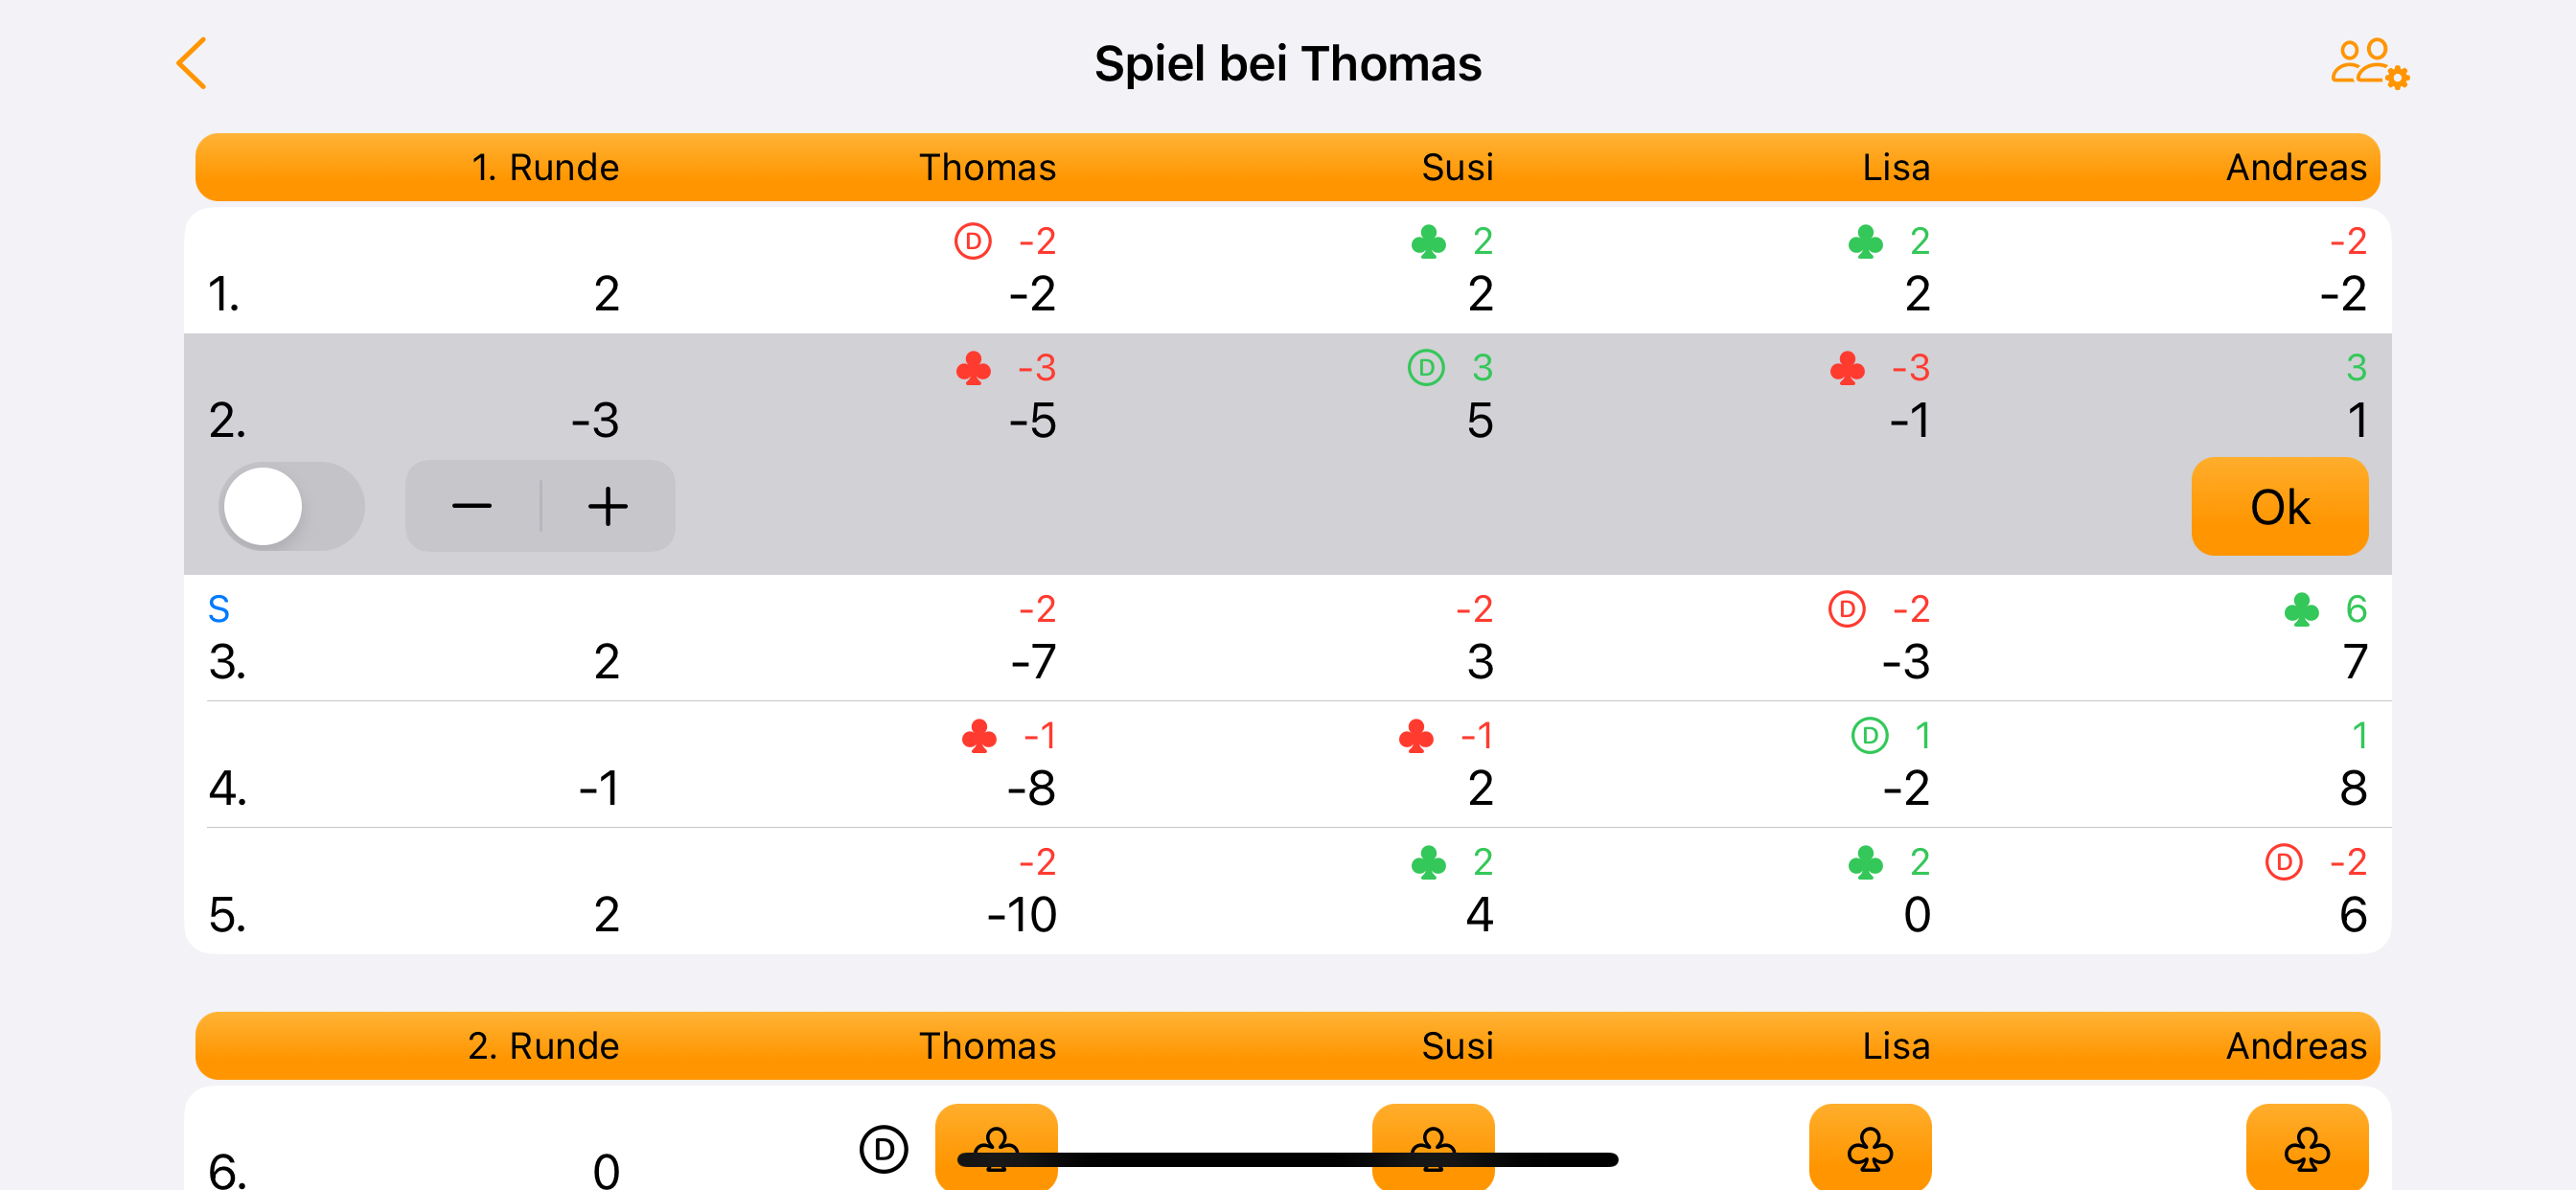 Spiel bei Thomas
1. Runde Thomas Susi Lisa Andreas
D -2 2 2 -2
1. 2 -2 2 2 -2
-3 D 3 -3 3
2. -3 -5 5 -1 1
Ok
S -2 -2 D -2 6
3. 2 -7 3 -3 7
-1 -1 D 1 1
4. -1 -8 2 -2 8
-2 2 2 D -2
5. 2 -10 4 0 6
2. Runde Thomas Susi Lisa Andreas
D
6. 0